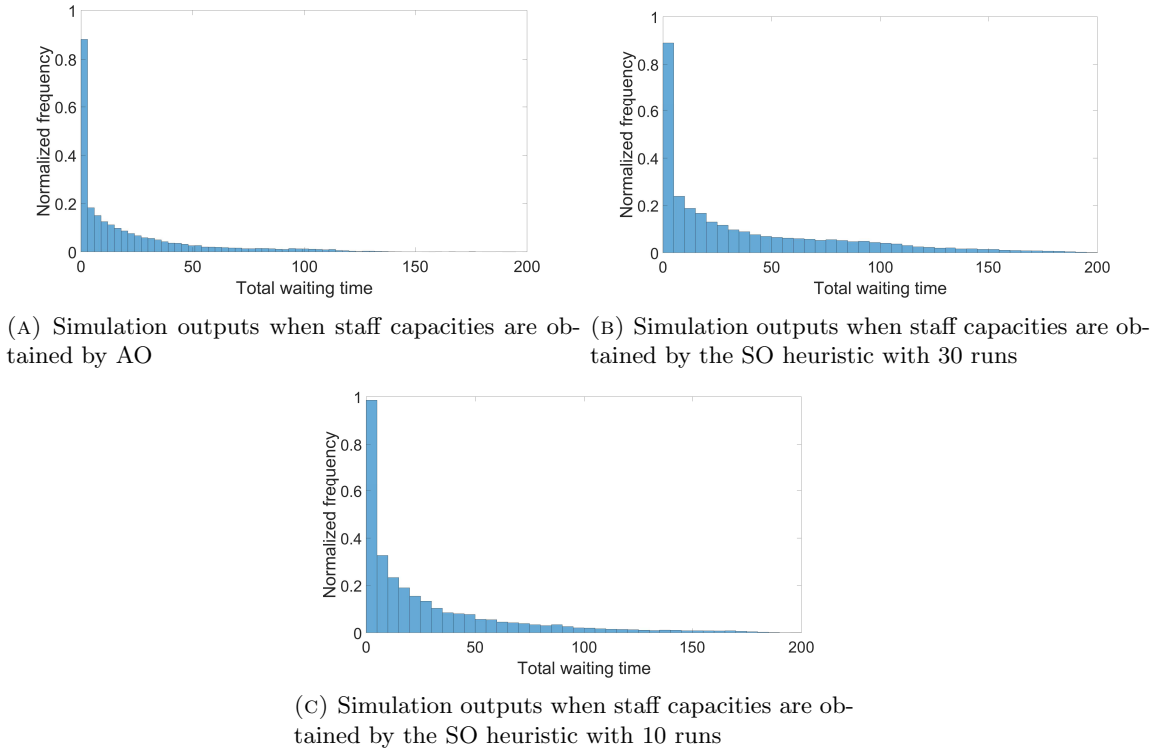 1
0.8
0.6
0.4
0.2
0
Normalized frequency
0 50 100 150 200
Total waiting time
(A) Simulation outputs when staff capacities are ob-
tained by AO
1
0.8
0.6
0.4
0.2
0
Normalized frequency
0 50 100 150 200
Total waiting time
(B) Simulation outputs when staff capacities are ob-
tained by the SO heuristic with 30 runs
1
0.8
0.6
0.4
0.2
0
Normalized frequency
0 50 100 150 200
Total waiting time
(C) Simulation outputs when staff capacities are ob-
tained by the SO heuristic with 10 runs